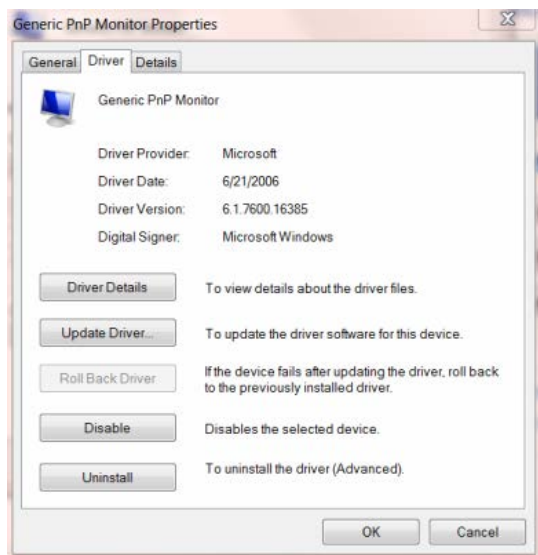 Generic PnP Monitor Properties
General Driver Details
Generic PnP Monitor
Driver Provider: Microsoft
Driver Date: 6/21/2006
Driver Version: 6.1.7600.16385
Digital Signer: Microsoft Windows
Driver Details To view details about the driver files.
Update Driver... To update the driver software for this device.
Roll Back Driver If the device fails after updating the driver, roll back
to the previously installed driver.
Disable Disables the selected device.
Uninstall To uninstall the driver (Advanced).
OK Cancel